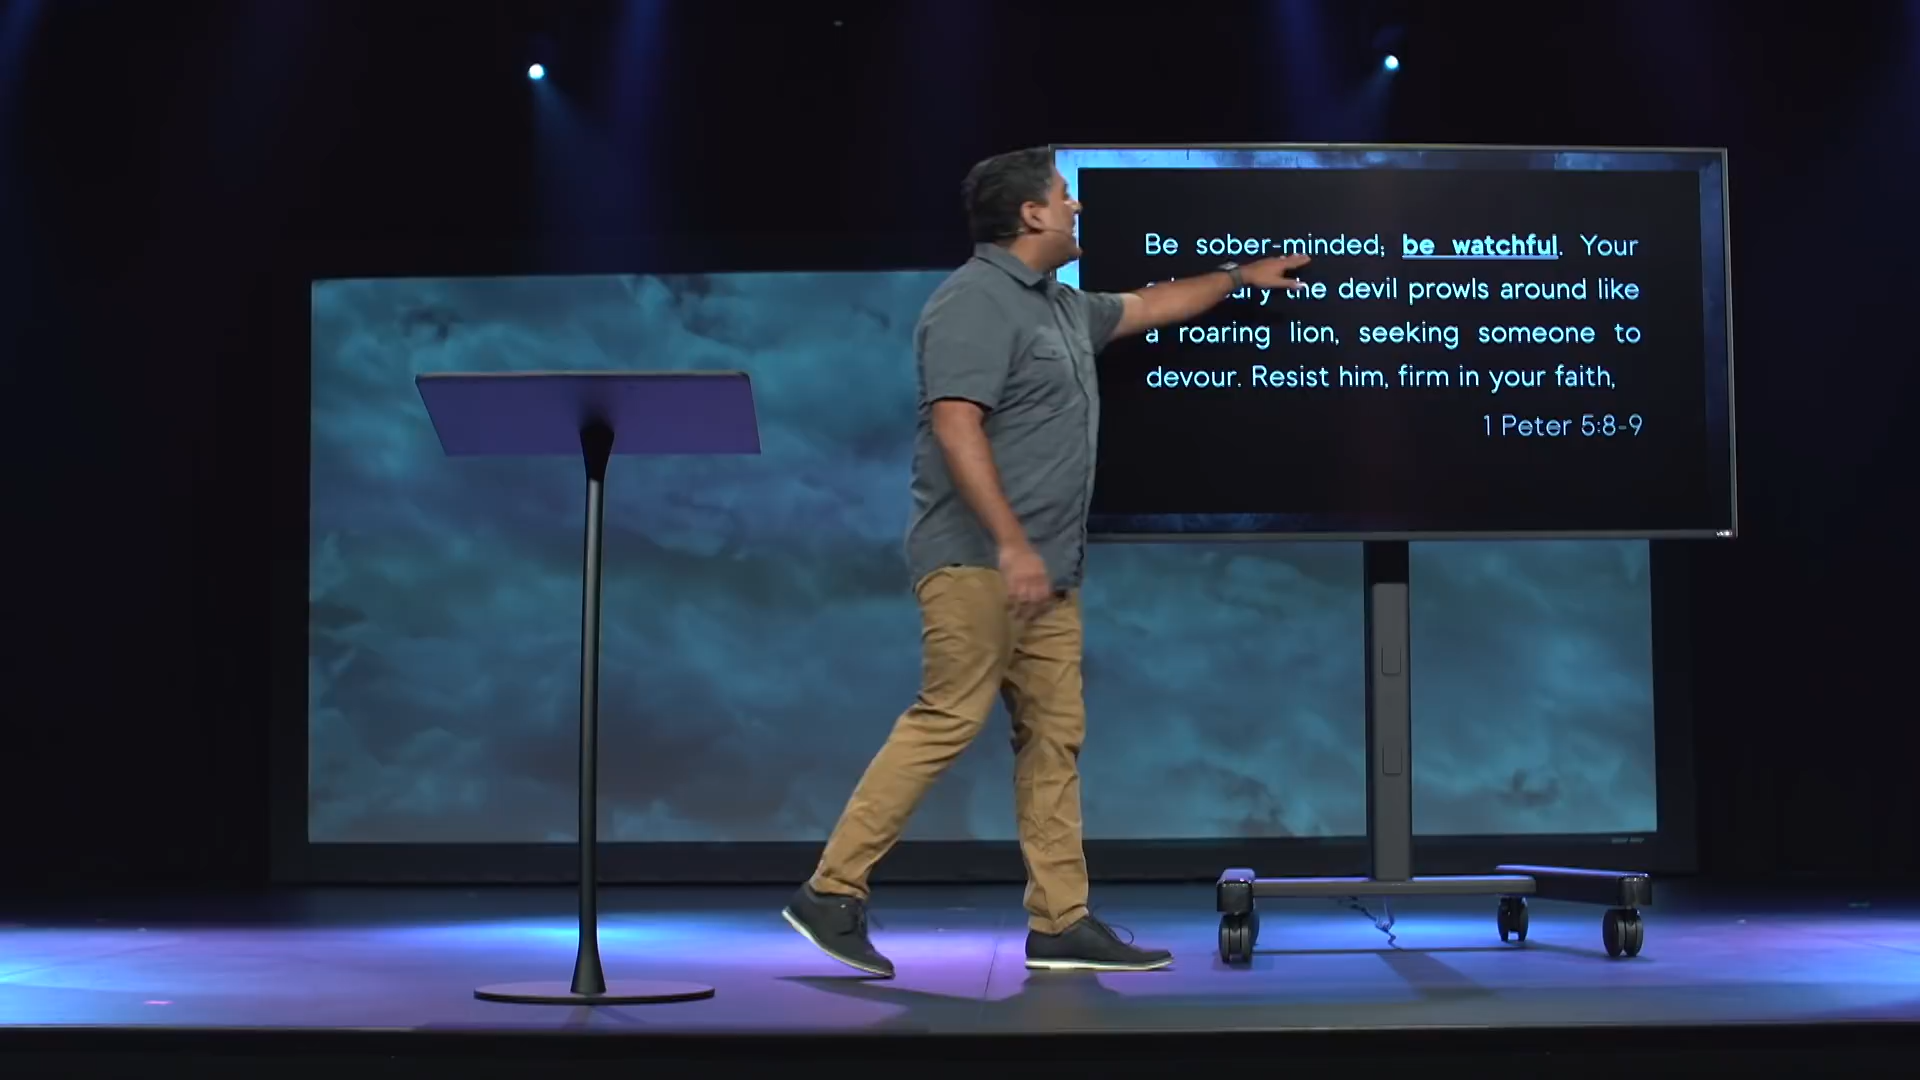 Be sober-minded; be watchful. Your
the devil prowls around like
a roaring lion, seeking someone to
devour. Resist him, firm in your faith,
1 Peter 5:8-9